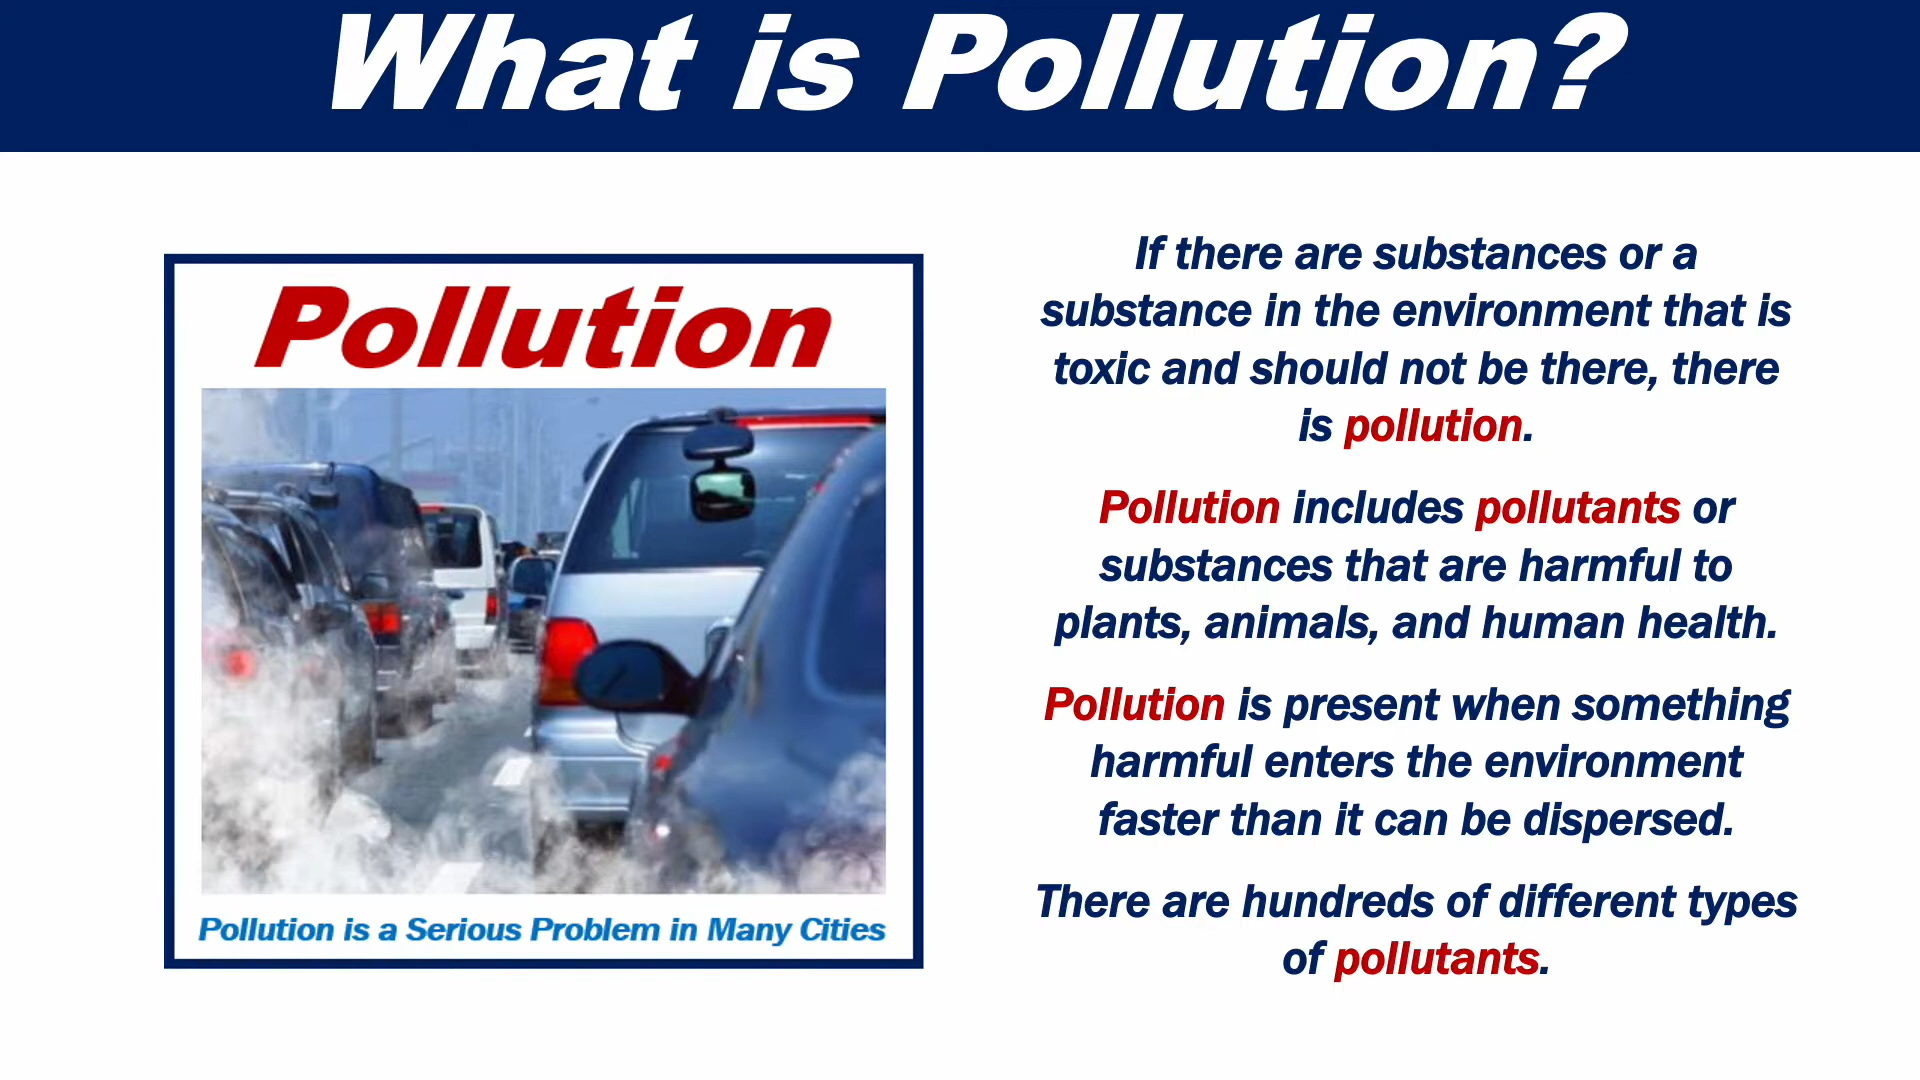 What is Pollution?
Pollution
Pollution is a Serious Problem in Many Cities
If there are substances or a
substance in the environment that is
toxic and should not be there, there
is pollution.
Pollution includes pollutants or
substances that are harmful to
plants, animals, and human health.
Pollution is present when something
harmful enters the environment
faster than it can be dispersed.
There are hundreds of different types
of pollutants.